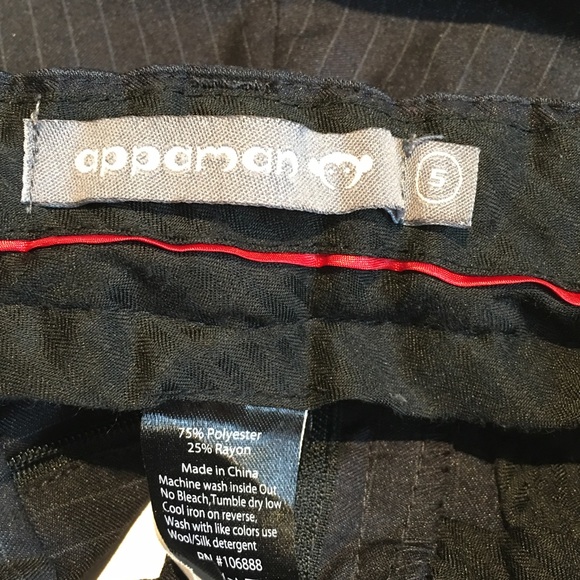 appaman
5
75% Polyester
25% Rayon
Made in China
Machine wash inside Out
No Bleach,Tumble dry low
Cool iron on reverse,
Wash with like colors use
Wool/Silk detergent
RN #106888